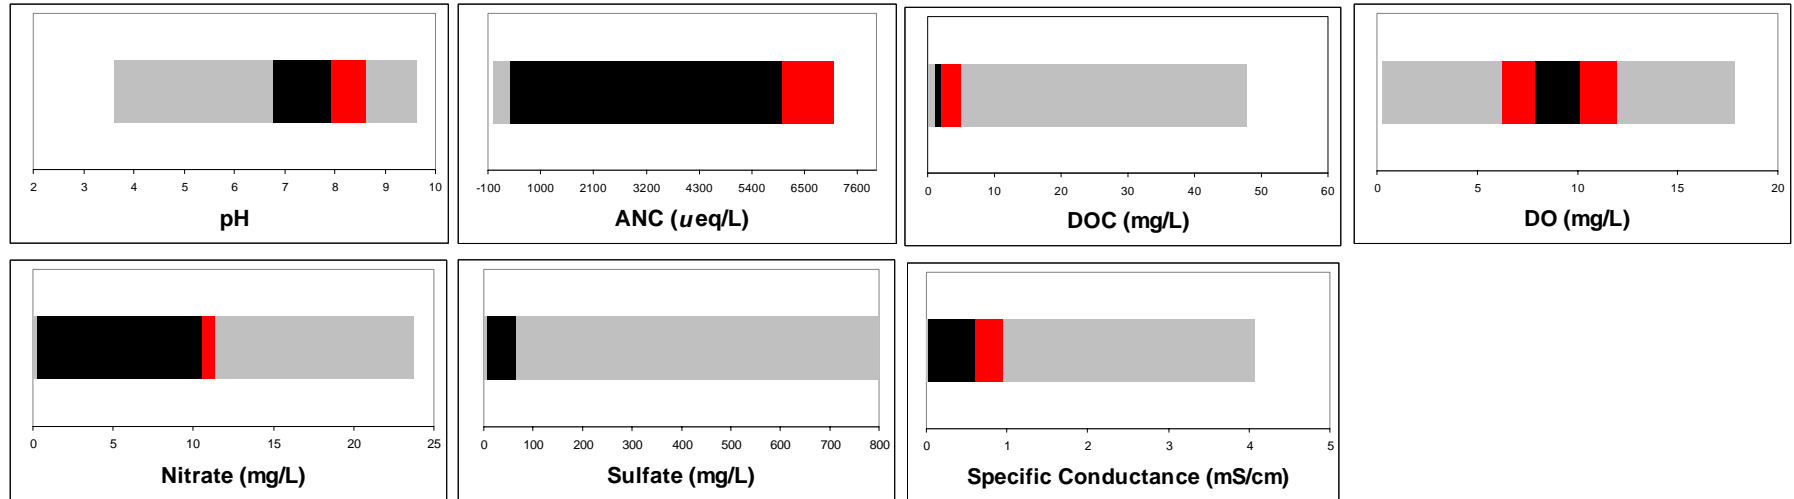 2 3 4 5 6 7 8 9 10
pH
-100 1000 2100 3200 4300 5400 6500 7600
ANC (ueq/L)
0 10 20 30 40 50 60
DOC (mg/L)
0 5 10 15 20
DO (mg/L)
0 5 10 15 20 25
Nitrate (mg/L)
0 100 200 300 400 500 600 700 800
Sulfate (mg/L)
0 1 2 3 4 5
Specific Conductance (mS/cm)